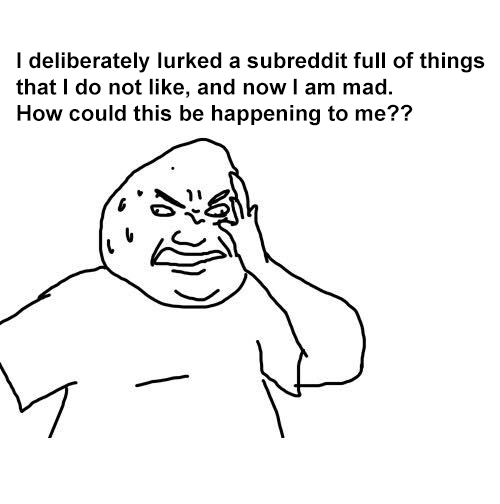 I deliberately lurked a subreddit full of things
that I do not like, and now I am mad.
How could this be happening to me??